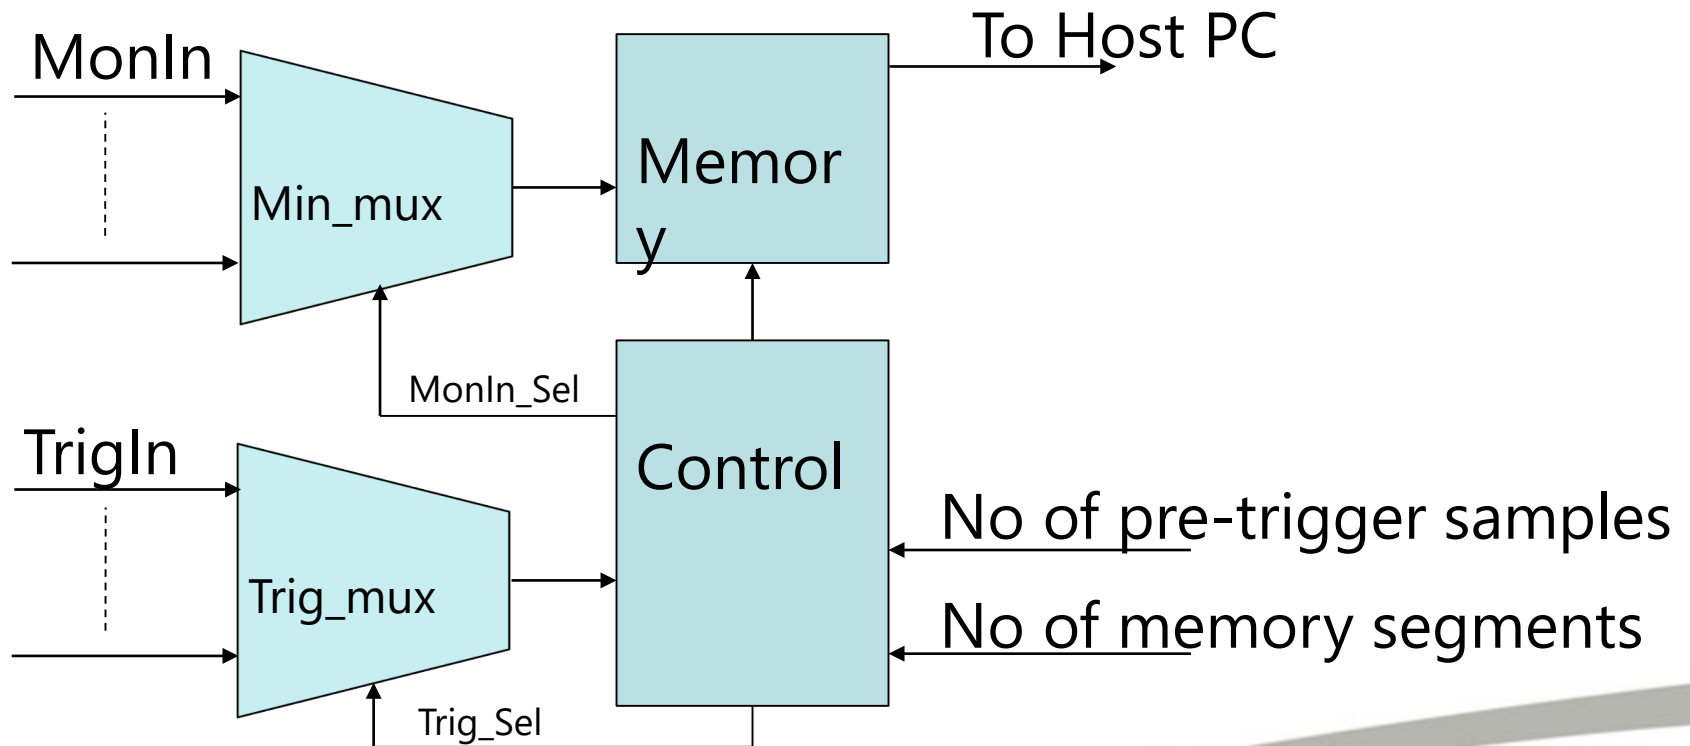 To Host PC
MonIn
Memor
y
Min_mux
MonIn_Sel
TrigIn
Control
No of pre-trigger samples
Trig_mux
No of memory segments
Trig_Sel